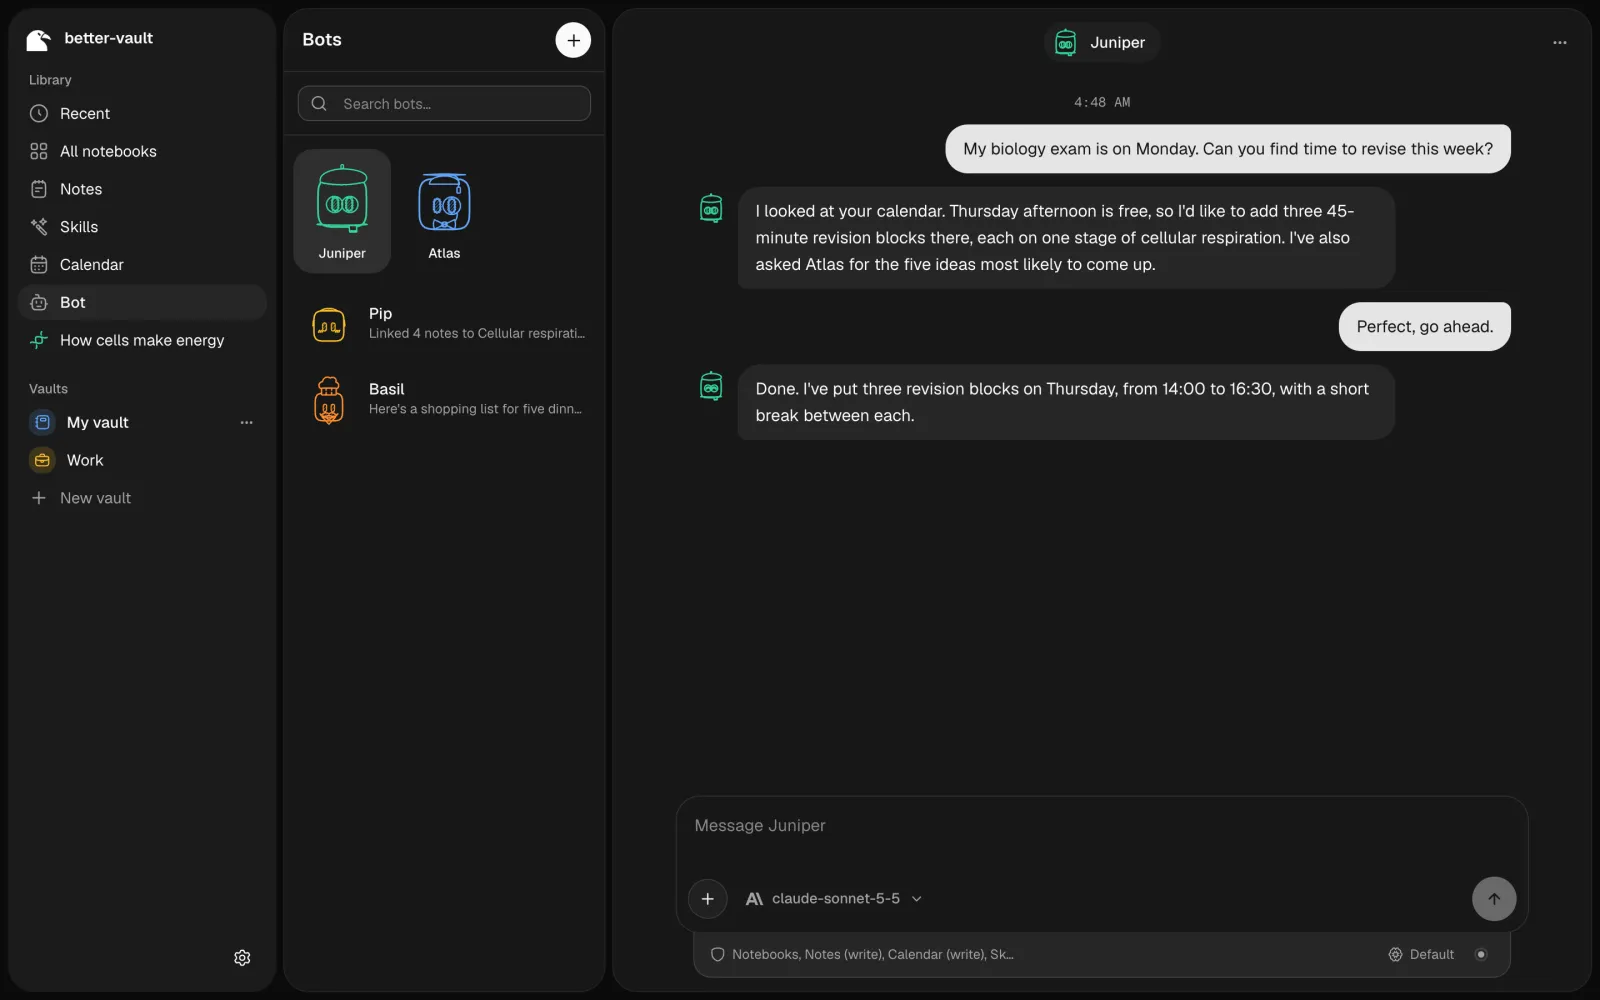 better-vault
Library
Recent
All notebooks
Notes
Skills
Calendar
Bot
How cells make energy
Vaults
My vault
Work
New vault
Bots
Search bots...
Juniper
Atlas
Pip
Linked 4 notes to Cellular respirati...
Basil
Here's a shopping list for five dinn...
Juniper
4:48 AM
My biology exam is on Monday. Can you find time to revise this week?
I looked at your calendar. Thursday afternoon is free, so I'd like to add three 45-
minute revision blocks there, each on one stage of cellular respiration. I've also
asked Atlas for the five ideas most likely to come up.
Perfect, go ahead.
Done. I've put three revision blocks on Thursday, from 14:00 to 16:30, with a short
break between each.
Message Juniper
claude-sonnet-5-5
Notebooks, Notes (write), Calendar (write), Sk...
Default